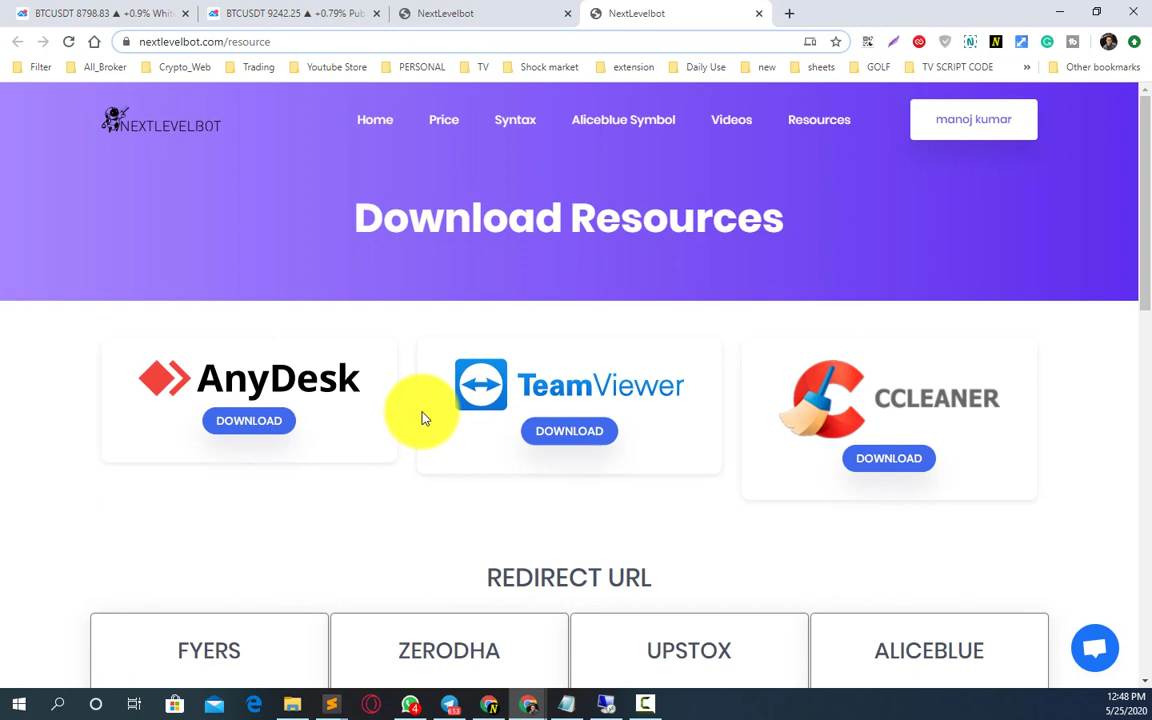 BTCUSDT 8798.83 ▲ +0.9% Whit
BTCUSDT 9242.25 ▲ +0.79% Pub
NextLevelbot
NextLevelbot
nextlevelbot.com/resource
Filter
All_Broker
Crypto_Web
Trading
Youtube Store
PERSONAL
TV
Shock market
extension
Daily Use
new
sheets
GOLF
TV SCRIPT CODE
»
Other bookmarks
NEXTLEVELBOT
Home
Price
Syntax
Aliceblue Symbol
Videos
Resources
manoj kumar
Download Resources
AnyDesk
DOWNLOAD
TeamViewer
DOWNLOAD
CCLEANER
DOWNLOAD
REDIRECT URL
FYERS
ZERODHA
UPSTOX
ALICEBLUE
4
653
12:48 PM
5/25/2020